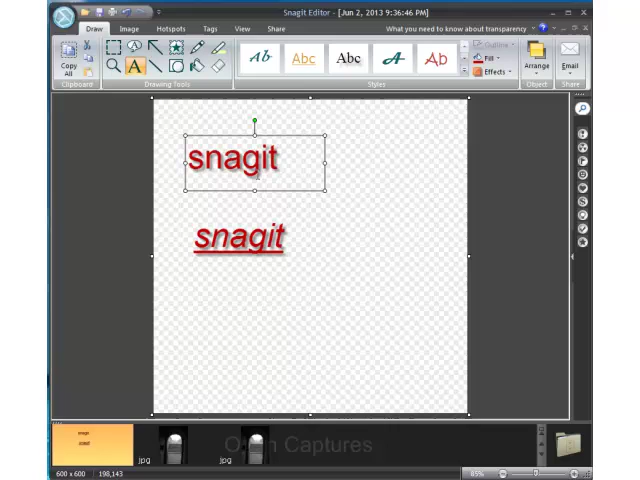 SnagIt Editor - [Jun 2, 2013 9:36:46 PM]
Draw Image Hotspots Tags View Share
What you need to know about transparency
Copy All
Clipboard
A
Drawing Tools
Ab Abc Abc A Ab
Styles
Outline
Fill
Effects
Arrange
Object
Email
Share
snagit
snagit
Open Captures
jpg jpg
600 x 600 198,143 85%